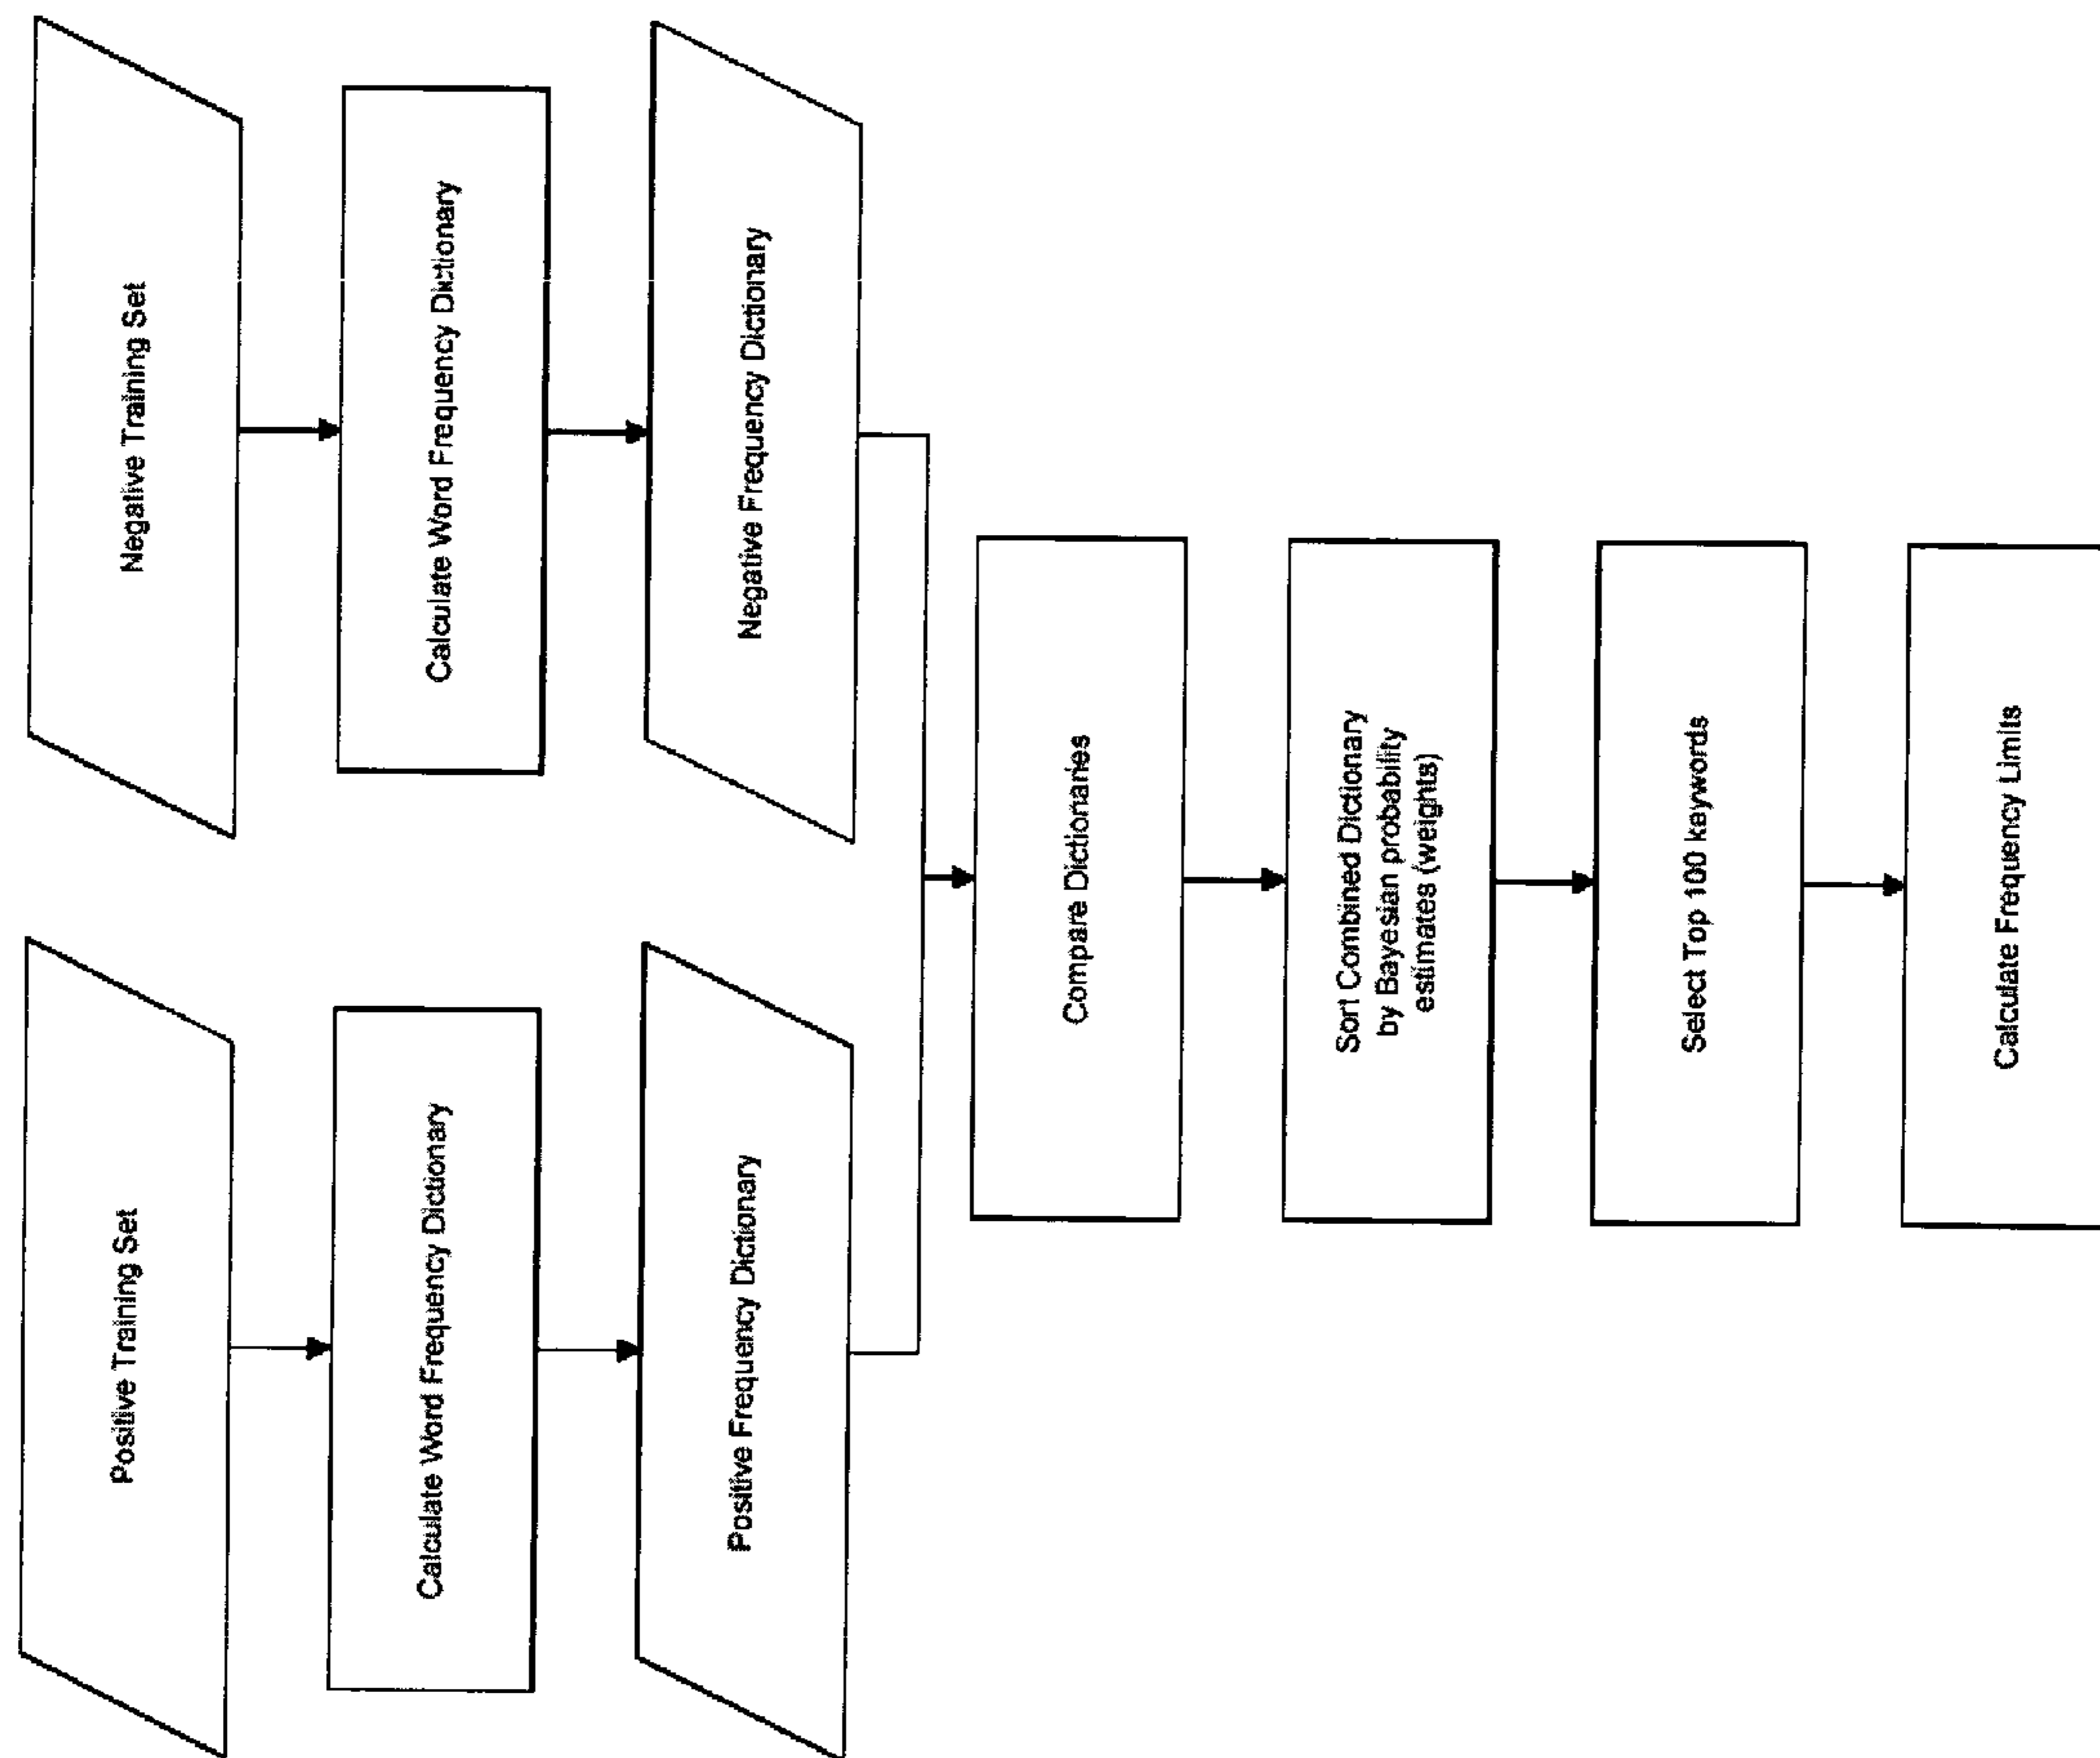 Positive Training Set
Negative Training Set
Calculate Word Frequency Dictionary
Calculate Word Frequency Dictionary
Positive Frequency Dictionary
Negative Frequency Dictionary
Compare Dictionaries
Sort Combined Dictionary
by Bayesian probability
estimates (weights)
Select Top 100 keywords
Calculate Frequency Limits